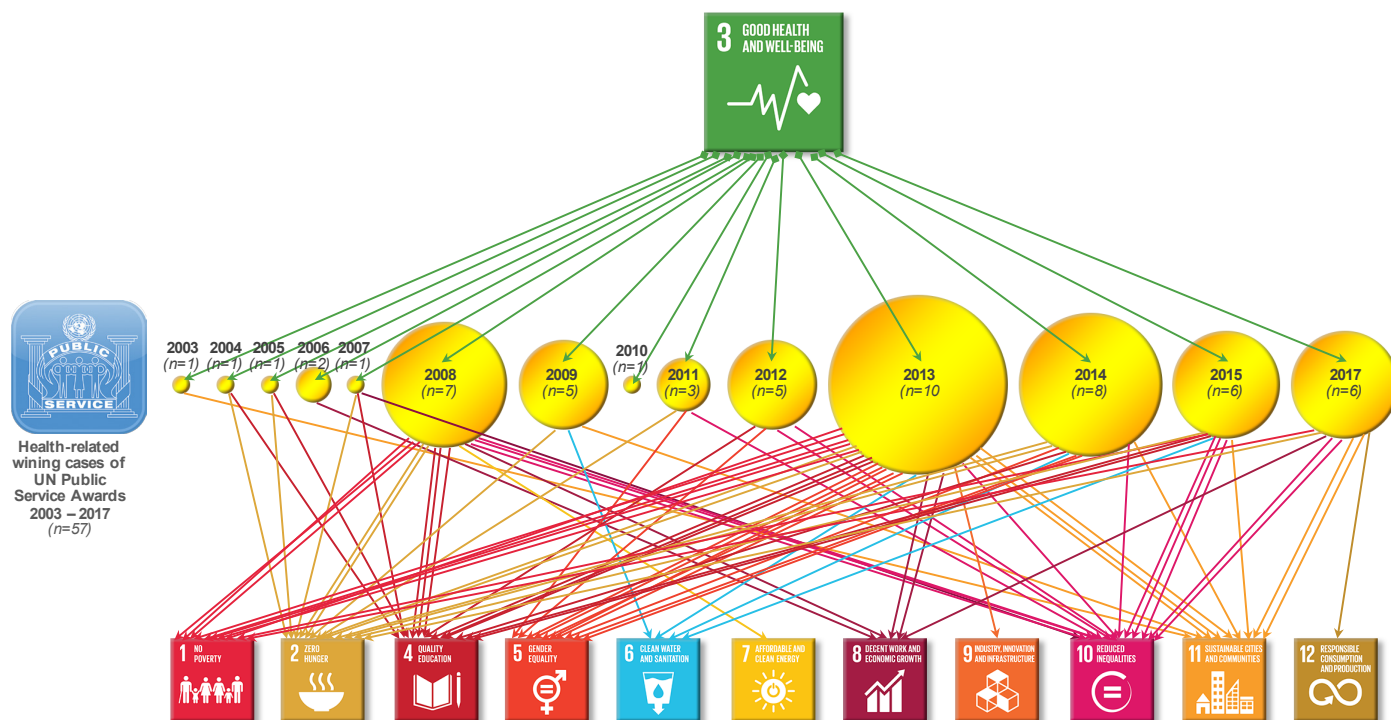 3 GOOD HEALTH
AND WELL-BEING
PUBLIC
SERVICE
Health-related
wining cases of
UN Public
Service Awards
2003 – 2017
(n=57)
2003
(n=1)
2004
(n=1)
2005
(n=1)
2006
(n=2)
2007
(n=1)
2008
(n=7)
2009
(n=5)
2010
(n=1)
2011
(n=3)
2012
(n=5)
2013
(n=10)
2014
(n=8)
2015
(n=6)
2017
(n=6)
1 NO
POVERTY
2 ZERO
HUNGER
4 QUALITY
EDUCATION
5 GENDER
EQUALITY
6 CLEAN WATER
AND SANITATION
7 AFFORDABLE AND
CLEAN ENERGY
8 DECENT WORK AND
ECONOMIC GROWTH
9 INDUSTRY, INNOVATION
AND INFRASTRUCTURE
10 REDUCED
INEQUALITIES
11 SUSTAINABLE CITIES
AND COMMUNITIES
12 RESPONSIBLE
CONSUMPTION
AND PRODUCTION